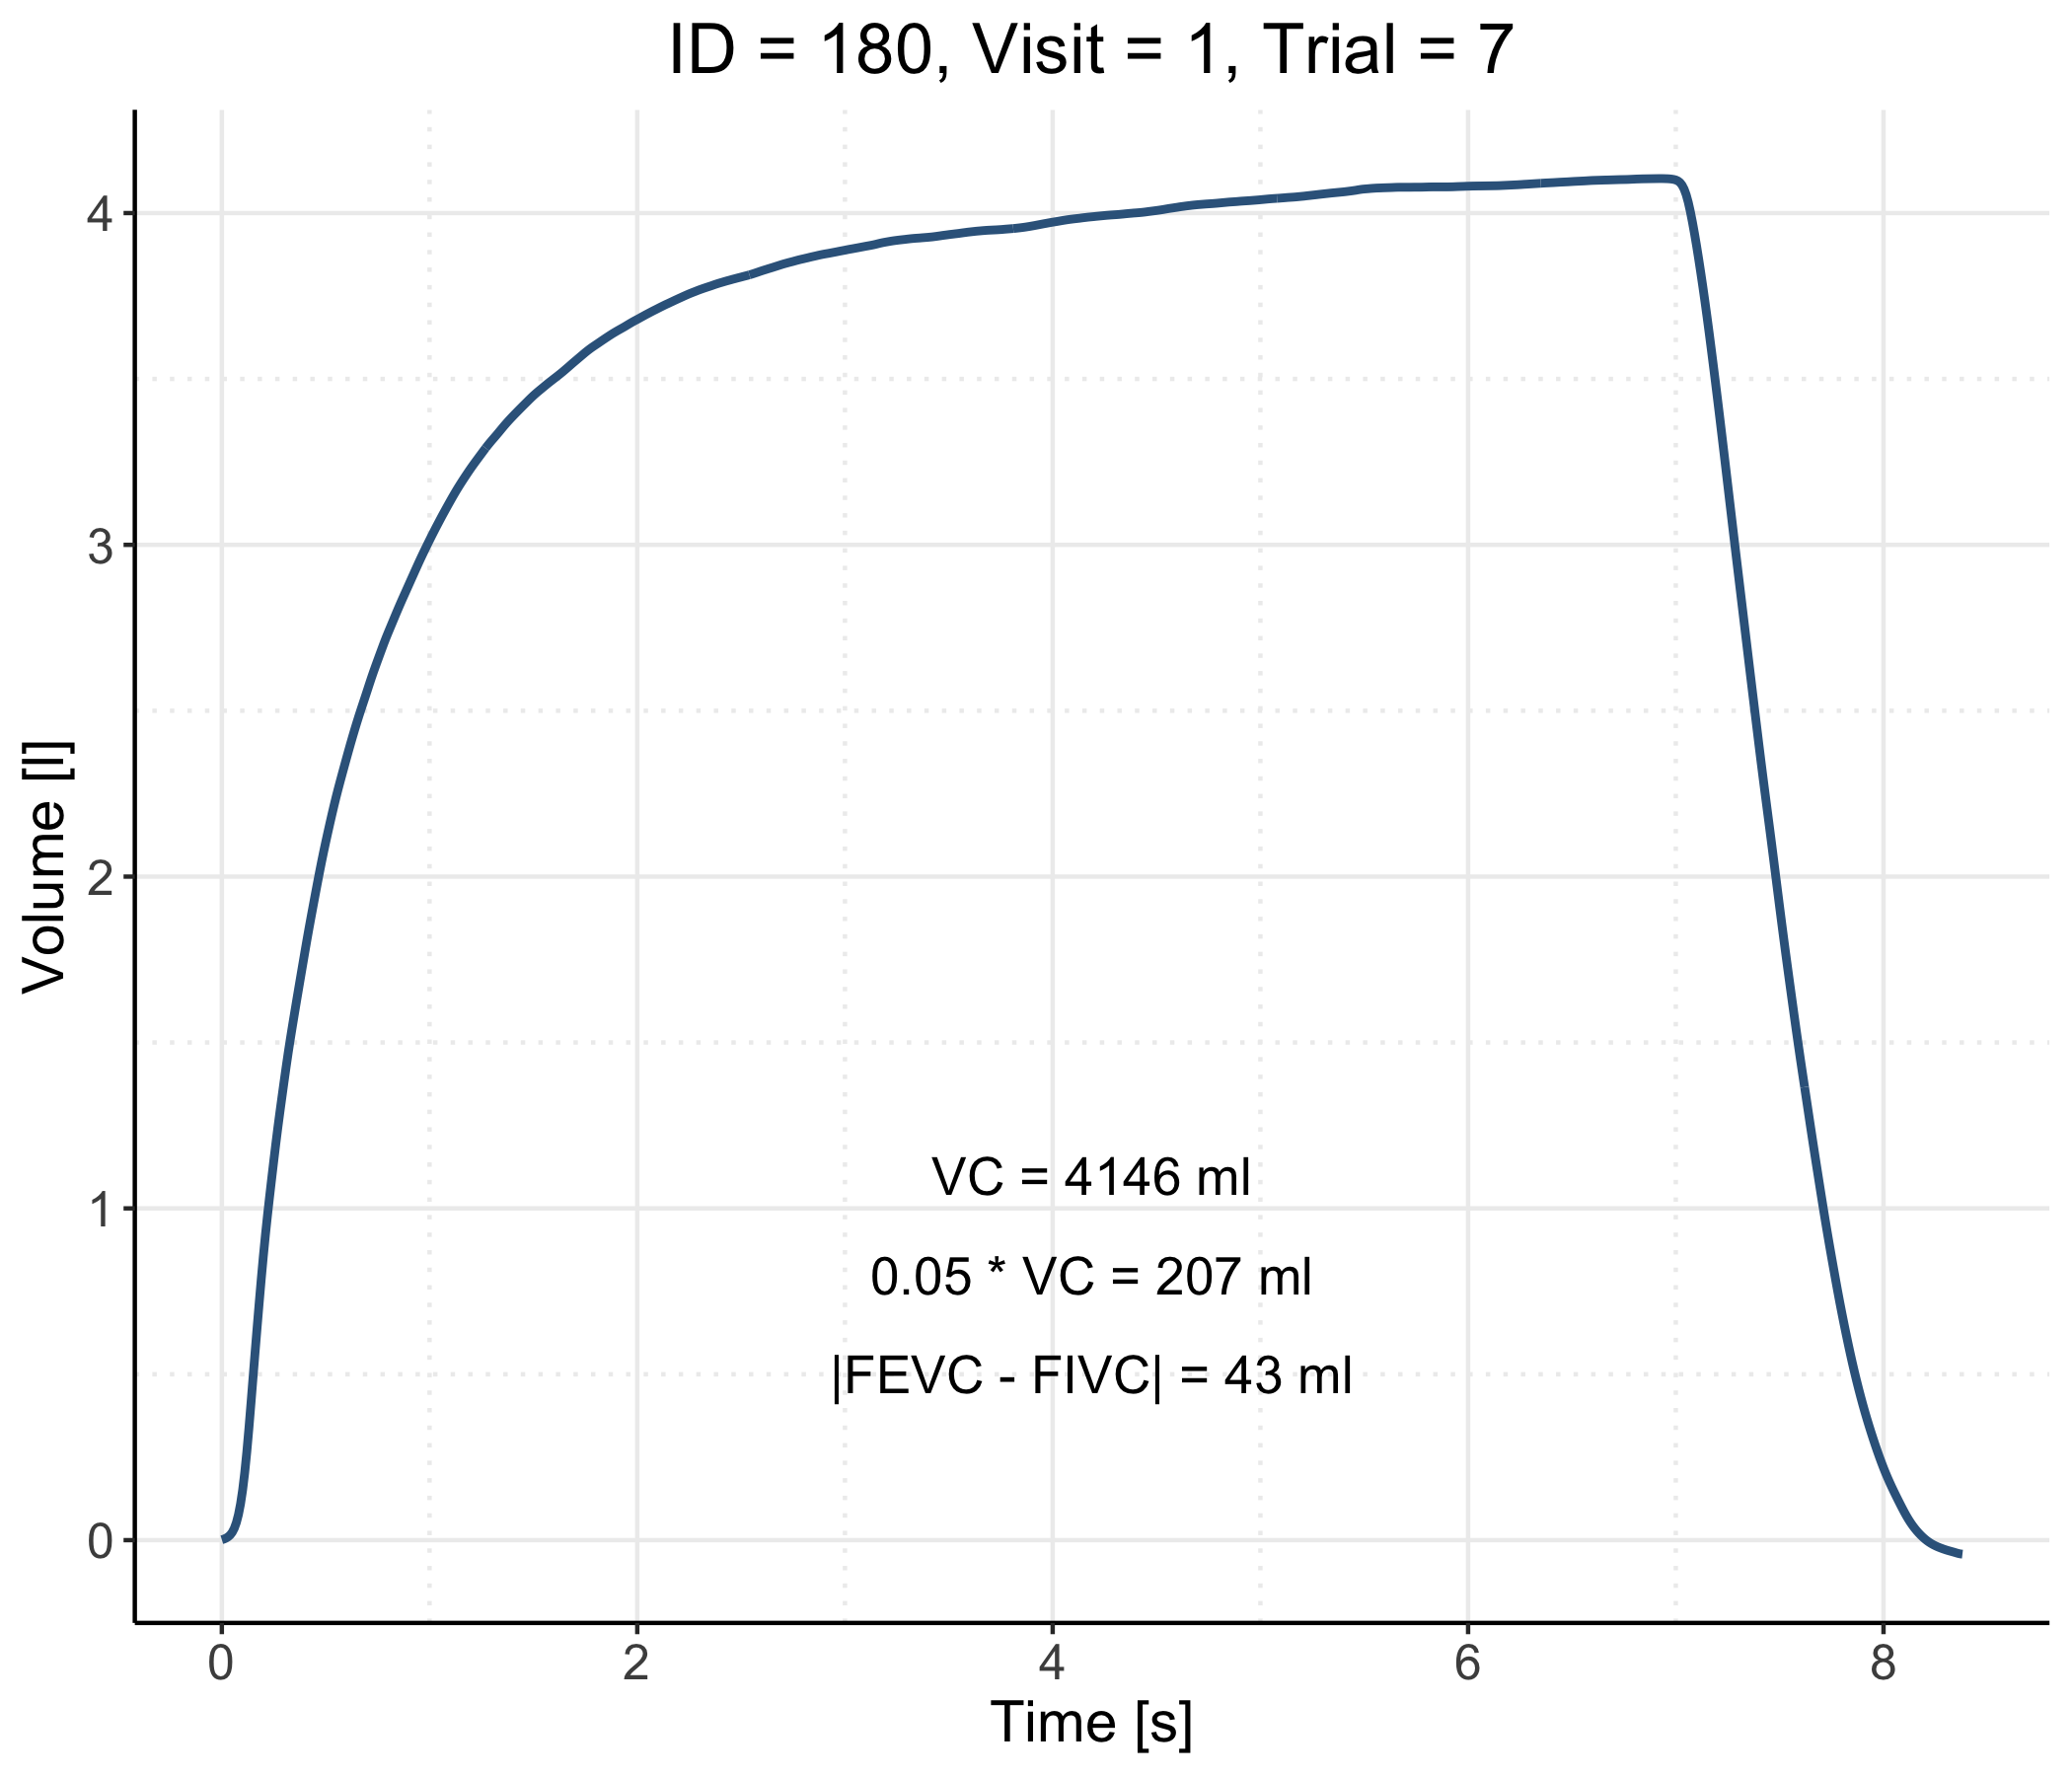 ID = 180, Visit = 1, Trial = 7
4
3
2
1
0
Volume [l]
VC = 4146 ml
0.05 * VC = 207 ml
|FEVC - FIVC| = 43 ml
0 2 4 6 8
Time [s]